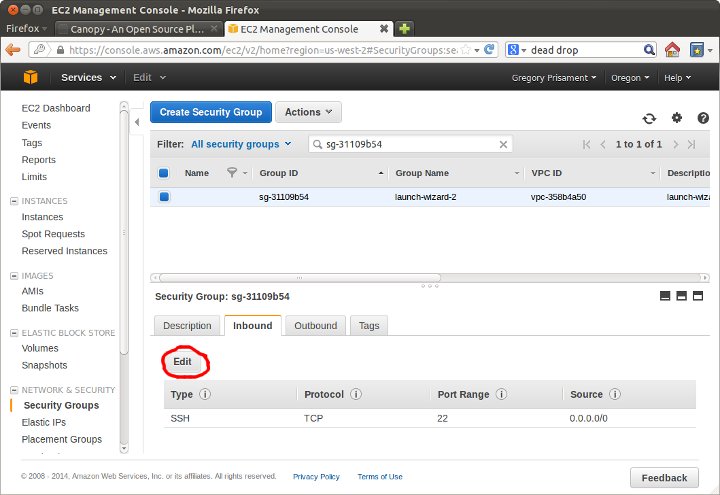 EC2 Management Console - Mozilla Firefox
Firefox Canopy - An Open Source Pl... EC2 Management Console
https://console.aws.amazon.com/ec2/v2/home?region=us-west-2#SecurityGroups:sea dead drop
Services Edit Gregory Prisament Oregon Help
EC2 Dashboard
Events
Tags
Reports
Limits
INSTANCES
Instances
Spot Requests
Reserved Instances
IMAGES
AMIs
Bundle Tasks
ELASTIC BLOCK STORE
Volumes
Snapshots
NETWORK & SECURITY
Security Groups
Elastic IPs
Placement Groups
Create Security Group Actions
Filter: All security groups sg-31109b54 1 to 1 of 1
Name Group ID Group Name VPC ID Descriptio
sg-31109b54 launch-wizard-2 vpc-358b4a50 launch-wiza
Security Group: sg-31109b54
Description Inbound Outbound Tags
Edit
Type Protocol Port Range Source
SSH TCP 22 0.0.0.0/0
© 2008 - 2014, Amazon Web Services, Inc. or its affiliates. All rights reserved. Privacy Policy Terms of Use Feedback